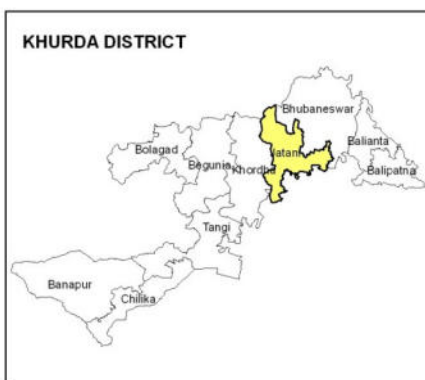 KHURDA DISTRICT
Bhubaneswar
Balianta
Bolagad
Jatani
Begunia
Khordha
Balipatna
Tangi
Banapur
Chilika